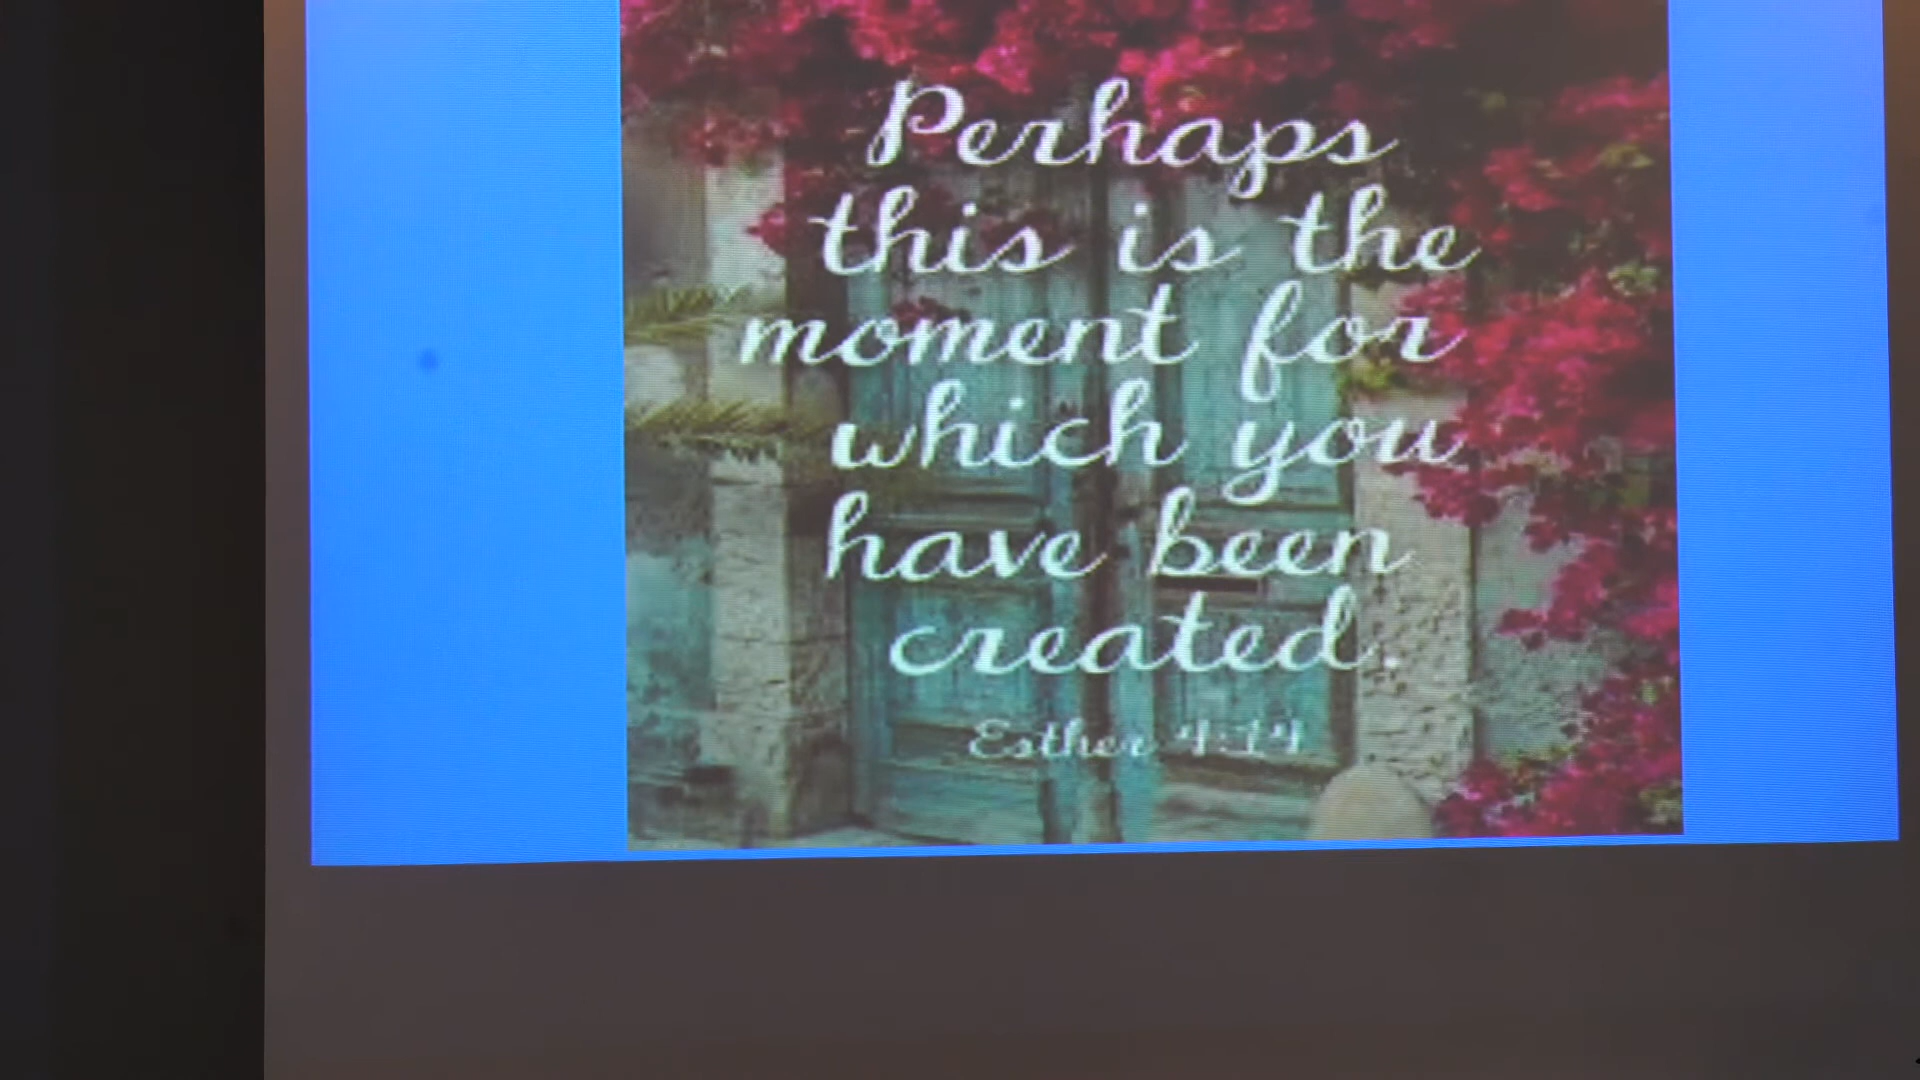 Perhaps
this is the
moment for
which you
have been
created.
Esther 4:14